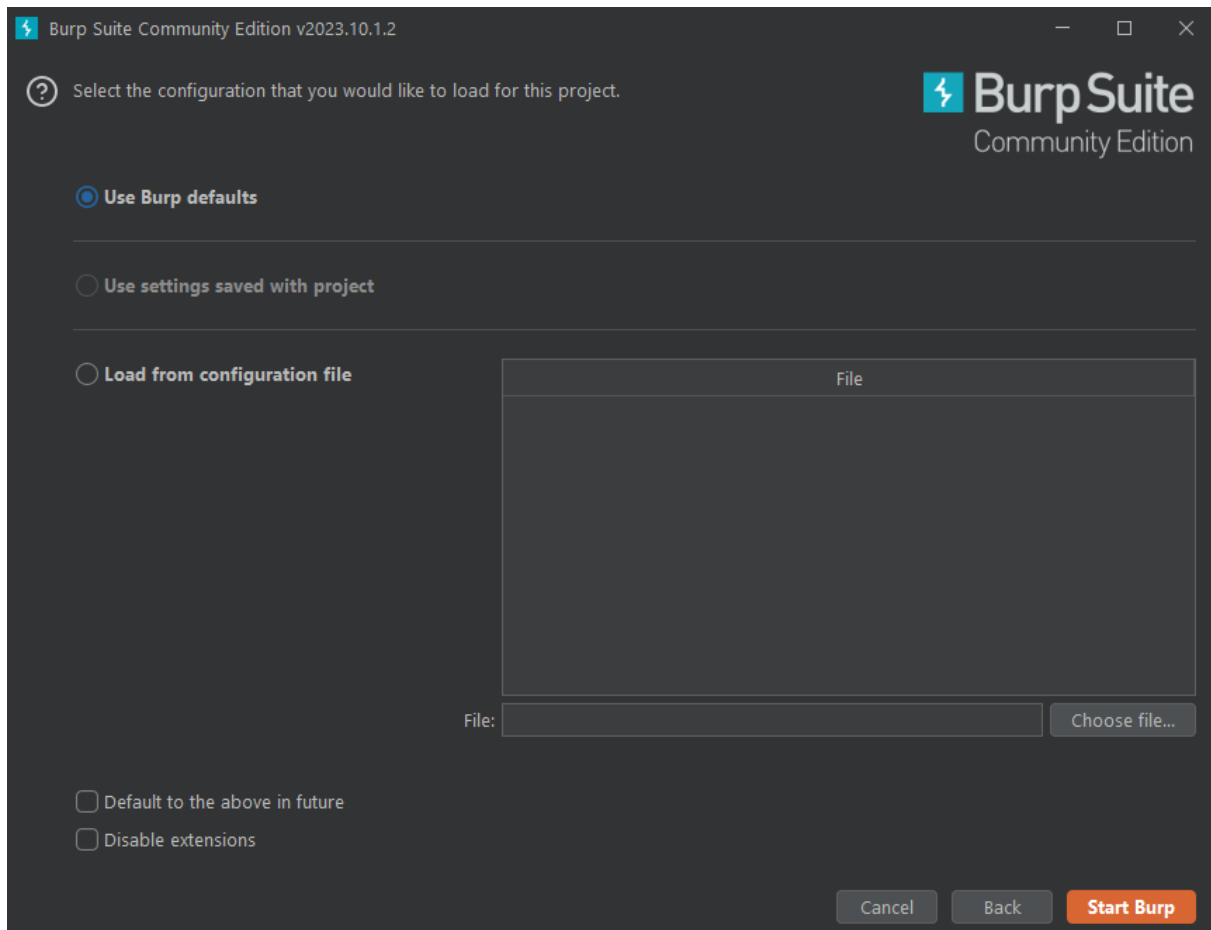 Burp Suite Community Edition v2023.10.1.2
Select the configuration that you would like to load for this project.
Burp Suite
Community Edition
Use Burp defaults
Use settings saved with project
Load from configuration file
File
File:
Choose file...
Default to the above in future
Disable extensions
Cancel
Back
Start Burp